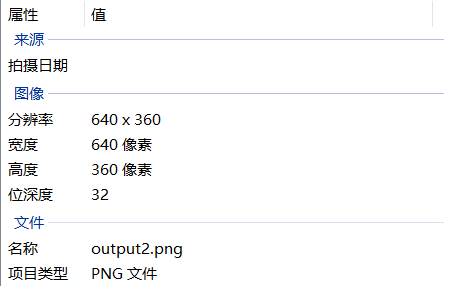 属性 值
来源
拍摄日期
图像
分辨率 640 x 360
宽度 640 像素
高度 360 像素
位深度 32
文件
名称 output2.png
项目类型 PNG 文件